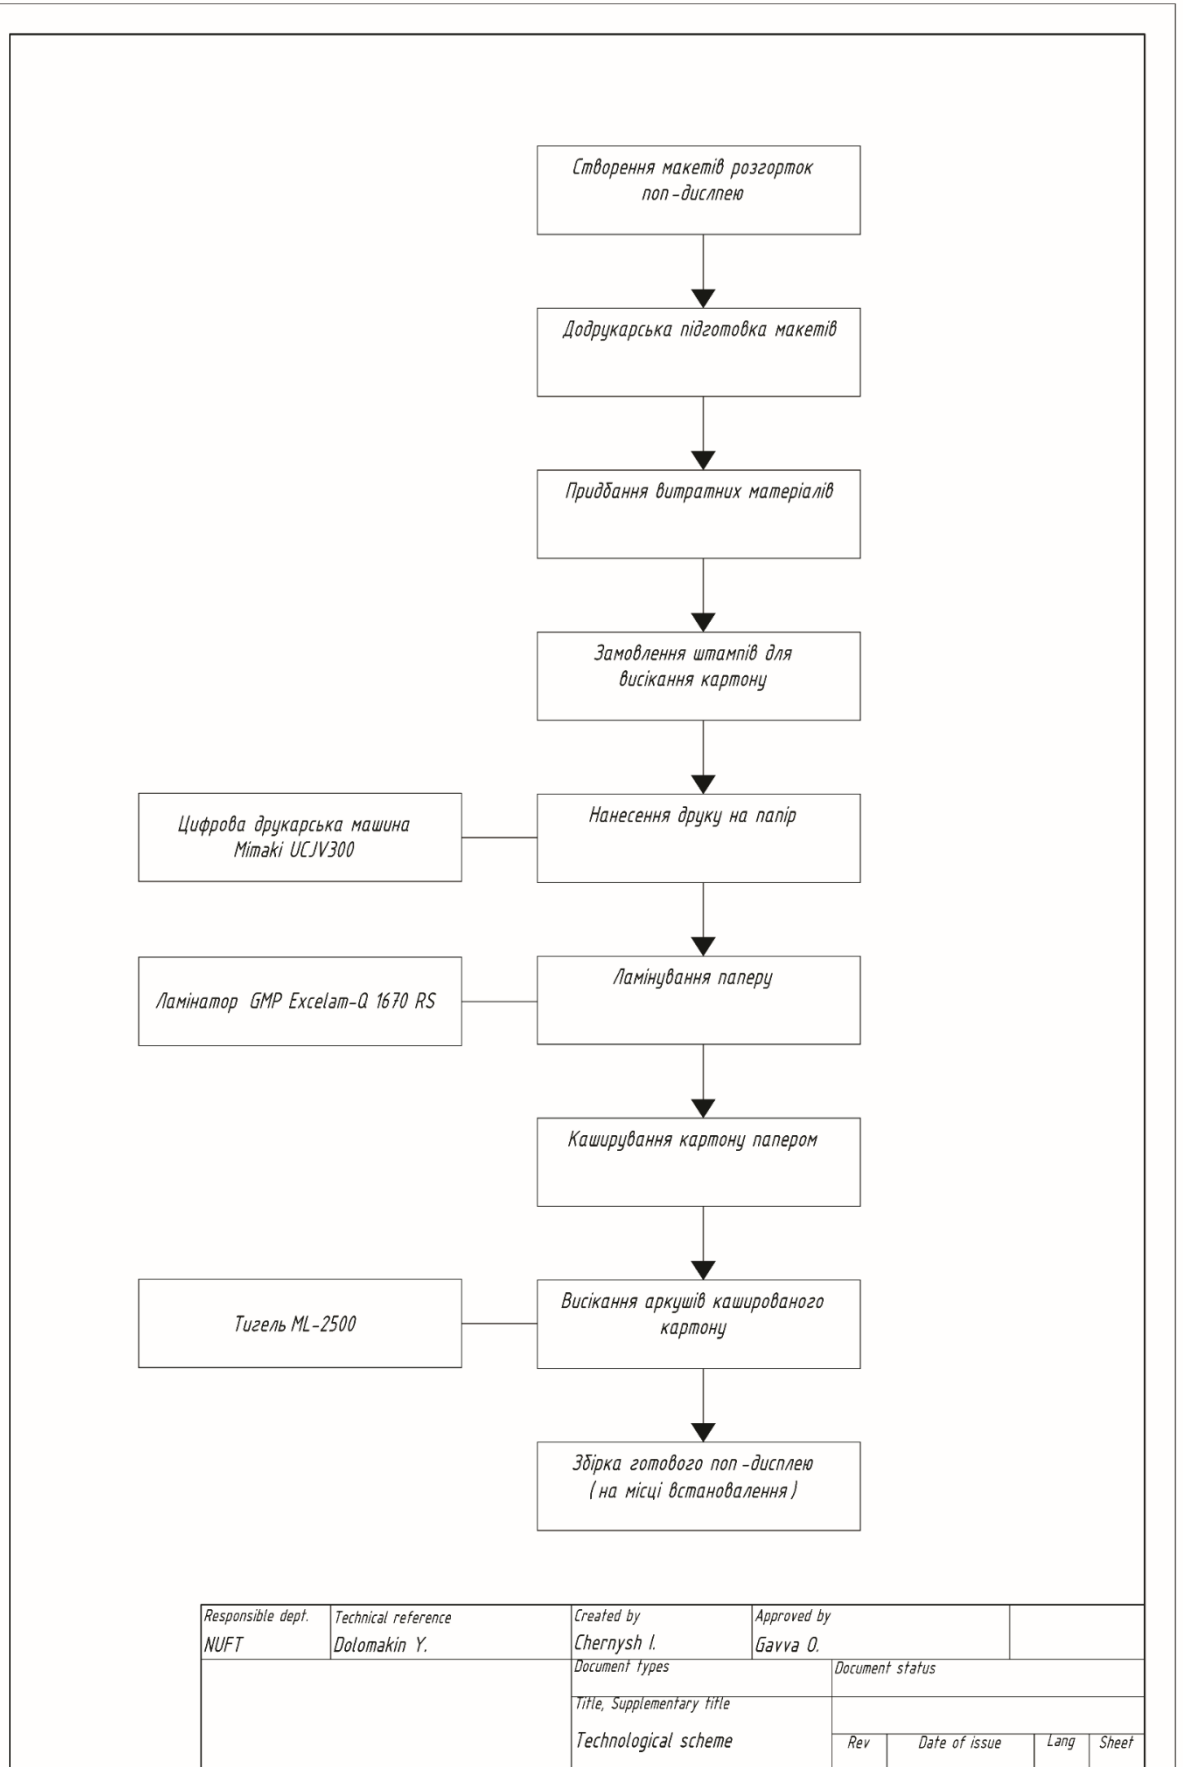 Створення макетів розгорток
поп-дислпею
Додрукарська підготовка макетів
Придбання витратних матеріалів
Замовлення штампів для
висікання картону
Цифрова друкарська машина
Mimaki UCJV300
Нанесення друку на папір
Ламінатор GMP Excelam-Q 1670 RS
Ламінування паперу
Каширування картону папером
Тигель ML-2500
Висікання аркушів кашированого
картону
Збірка готового поп-дисплею
(на місці встановалення)
Responsible dept. Technical reference Created by Approved by
NUFT Dolomakin Y. Chernysh I. Gavva O.
Document types Document status
Title, Supplementary title
Technological scheme
Rev Date of issue Lang Sheet